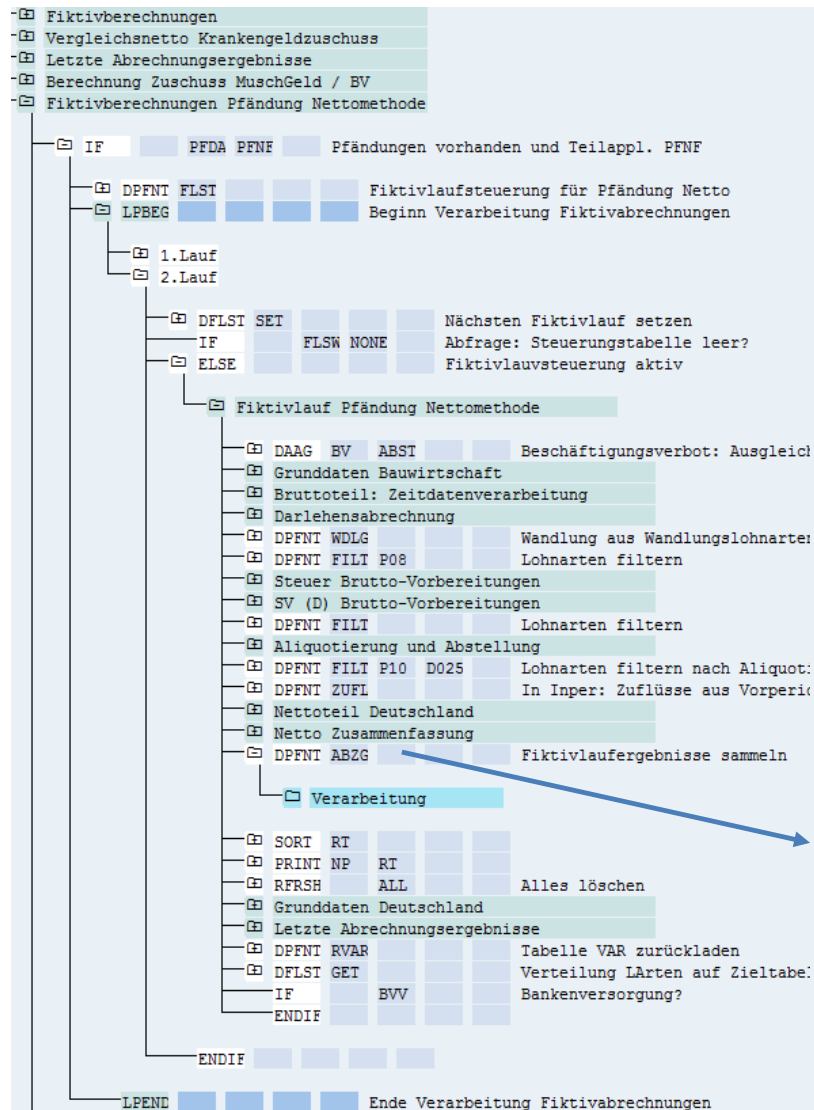 Fiktivberechnungen
Vergleichsnetto Krankengeldzuschuss
Letzte Abrechnungsergebnisse
Berechnung Zuschuss MuschGeld / BV
Fiktivberechnungen Pfändung Nettomethode
IF PFDA PFNF Pfändungen vorhanden und Teilappl. PFNF
DPFNT FLST Fiktivlaufsteuerung für Pfändung Netto
LPBEG Beginn Verarbeitung Fiktivabrechnungen
1.Lauf
2.Lauf
DFLST SET Nächsten Fiktivlauf setzen
IF FLSW NONE Abfrage: Steuerungstabelle leer?
ELSE Fiktivlauvsteuerung aktiv
Fiktivlauf Pfändung Nettomethode
DAAG BV ABST Beschäftigungsverbot: Ausgleich
Grunddaten Bauwirtschaft
Bruttoteil: Zeitdatenverarbeitung
Darlehensabrechnung
DPFNT WDLG Wandlung aus Wandlungslohnarten
DPFNT FILT P08 Lohnarten filtern
Steuer Brutto-Vorbereitungen
SV (D) Brutto-Vorbereitungen
DPFNT FILT Lohnarten filtern
Aliquotierung und Abstellung
DPFNT FILT P10 D025 Lohnarten filtern nach Aliquoti
DPFNT ZUFL In Inper: Zuflüsse aus Vorperio
Nettoteil Deutschland
Netto Zusammenfassung
DPFNT ABZG Fiktivlaufergebnisse sammeln
Verarbeitung
SORT RT
PRINT NP RT
RFRSH ALL Alles löschen
Grunddaten Deutschland
Letzte Abrechnungsergebnisse
DPFNT RVAR Tabelle VAR zurückladen
DFLST GET Verteilung LArten auf Zieltabel
IF BVV Bankenversorgung?
ENDIF
ENDIF
LPEND Ende Verarbeitung Fiktivabrechnungen